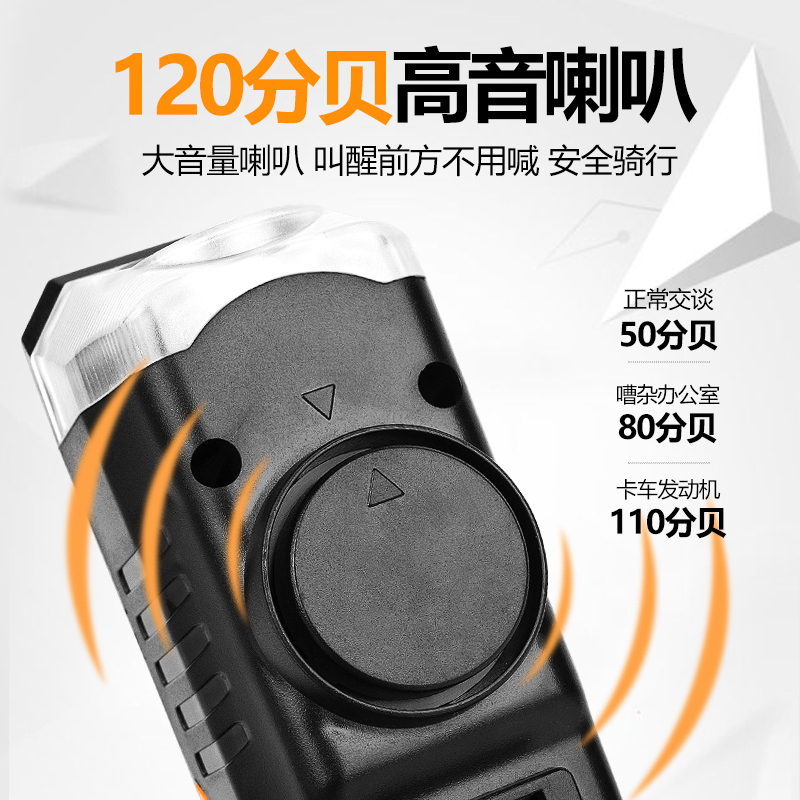 120分贝高音喇叭
大音量喇叭 叫醒前方不用喊 安全骑行
正常交谈
50分贝
嘈杂办公室
80分贝
卡车发动机
110分贝